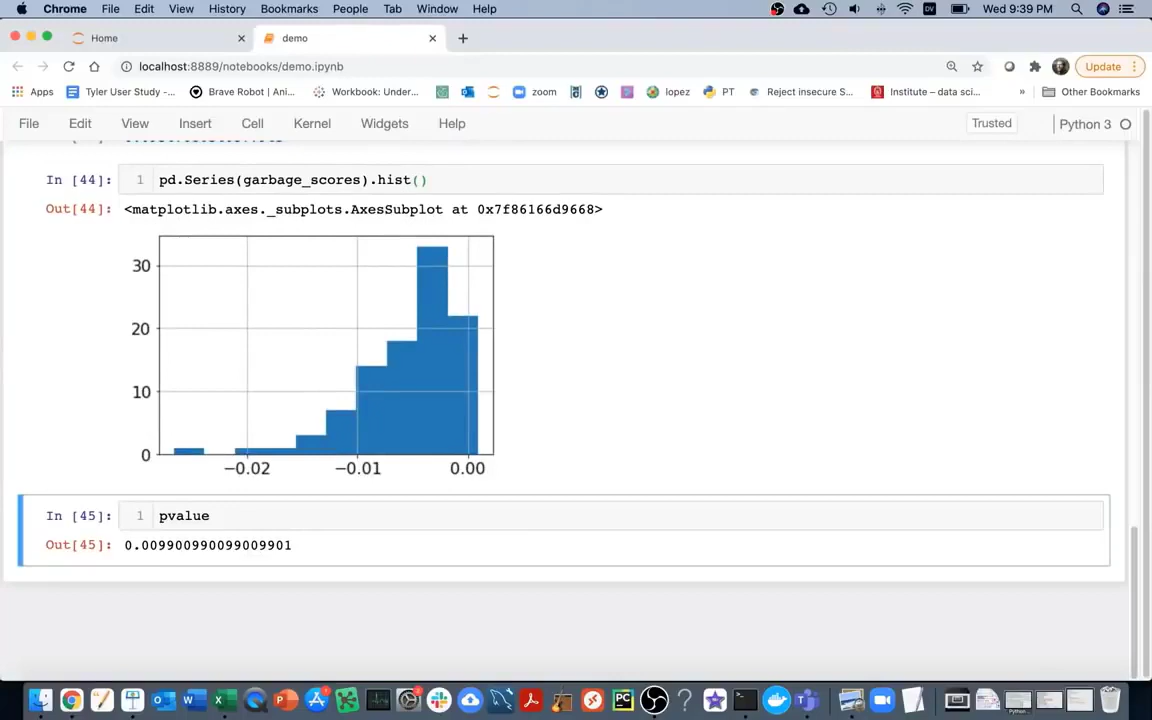 Chrome File Edit View History Bookmarks People Tab Window Help Wed 9:39 PM
Home demo
localhost:8889/notebooks/demo.ipynb Update
Apps Tyler User Study -... Brave Robot | Ani... Workbook: Under... zoom lopez PT Reject insecure S... Institute – data sci... » Other Bookmarks
File Edit View Insert Cell Kernel Widgets Help Trusted Python 3
In [44]: 1 pd.Series(garbage_scores).hist()
Out[44]: <matplotlib.axes._subplots.AxesSubplot at 0x7f86166d9668>
30
20
10
0
−0.02 −0.01 0.00
In [45]: 1 pvalue
Out[45]: 0.009900990099009901